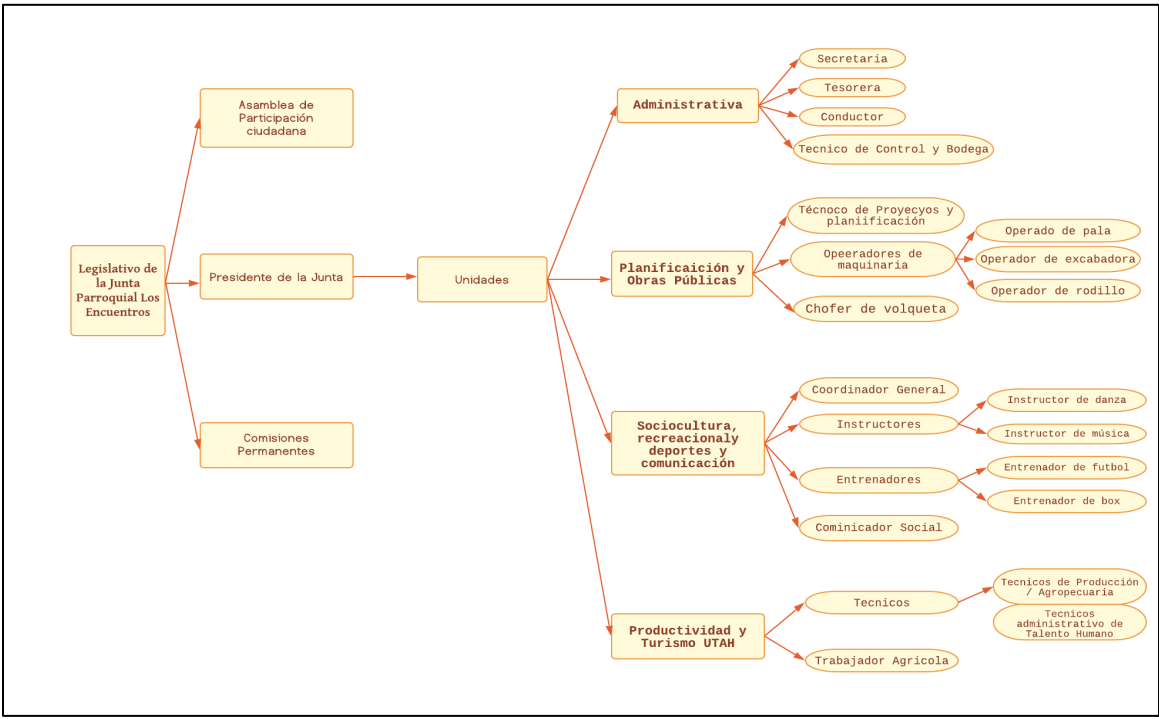 Legislativo de
la Junta
Parroquial Los
Encuentros
Asamblea de
Participación
ciudadana
Presidente de la Junta
Comisiones
Permanentes
Unidades
Administrativa
Secretaria
Tesorera
Conductor
Tecnico de Control y Bodega
Planificaición y
Obras Públicas
Técnoco de Proyecyos y
planiificación
Opeeradores de
maquinaria
Operado de pala
Operador de excabadora
Operador de rodillo
Chofer de volqueta
Sociocultura,
recreacionaly
deportes y
comunicación
Coordinador General
Instructores
Instructor de danza
Instructor de música
Entrenadores
Entrenador de futbol
Entrenador de box
Cominicador Social
Productividad y
Turismo UTAH
Tecnicos
Tecnicos de Producción
/ Agropecuaria
Tecnicos
administrativo de
Talento Humano
Trabajador Agricola